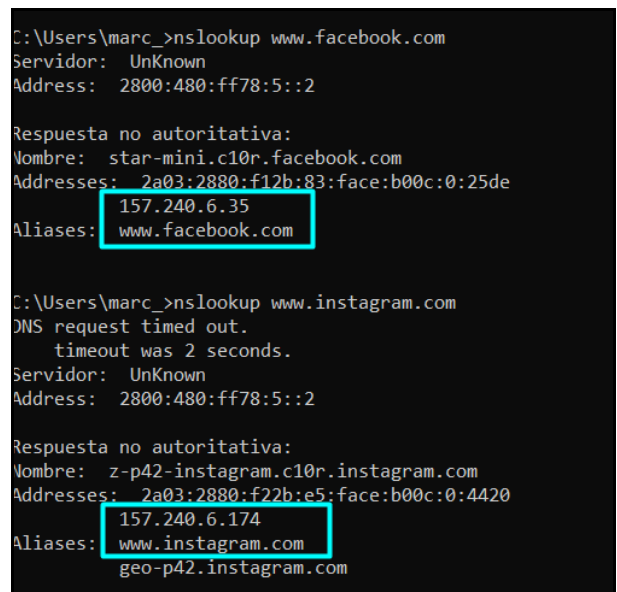 C:\Users\marc_>nslookup www.facebook.com
Servidor:  UnKnown
Address:  2800:480:ff78:5::2
Respuesta no autoritativa:
Nombre:  star-mini.c10r.facebook.com
Addresses:  2a03:2880:f12b:83:face:b00c:0:25de
157.240.6.35
Aliases:  www.facebook.com
C:\Users\marc_>nslookup www.instagram.com
DNS request timed out.
timeout was 2 seconds.
Servidor:  UnKnown
Address:  2800:480:ff78:5::2
Respuesta no autoritativa:
Nombre:  z-p42-instagram.c10r.instagram.com
Addresses:  2a03:2880:f22b:e5:face:b00c:0:4420
157.240.6.174
Aliases:  www.instagram.com
geo-p42.instagram.com